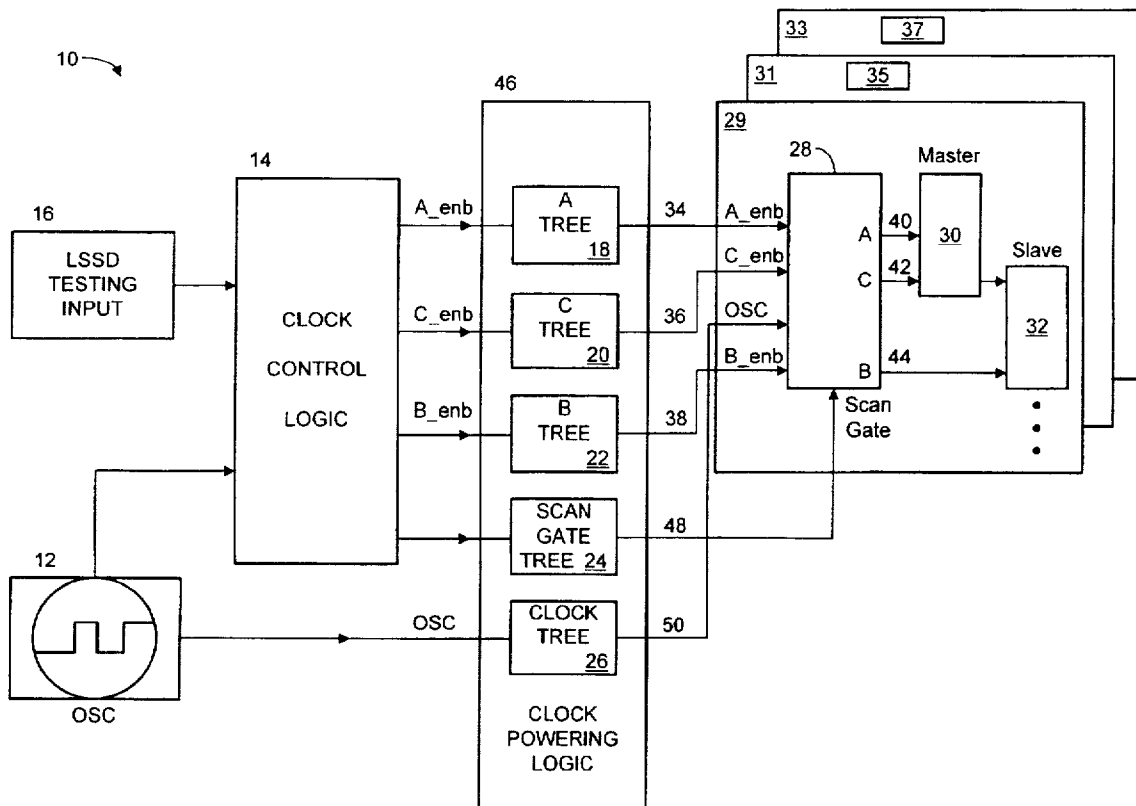 10
33
37
31
35
29
46
14
16
LSSD
TESTING
INPUT
CLOCK
CONTROL
LOGIC
A_enb
A
TREE
18
34
A_enb
28
Master
A
40
30
C_enb
C
TREE
20
36
C_enb
C
42
Slave
32
OSC
B_enb
B
TREE
22
38
B_enb
B
44
Scan
Gate
SCAN
GATE
TREE 24
48
12
OSC
OSC
CLOCK
TREE
26
50
CLOCK
POWERING
LOGIC